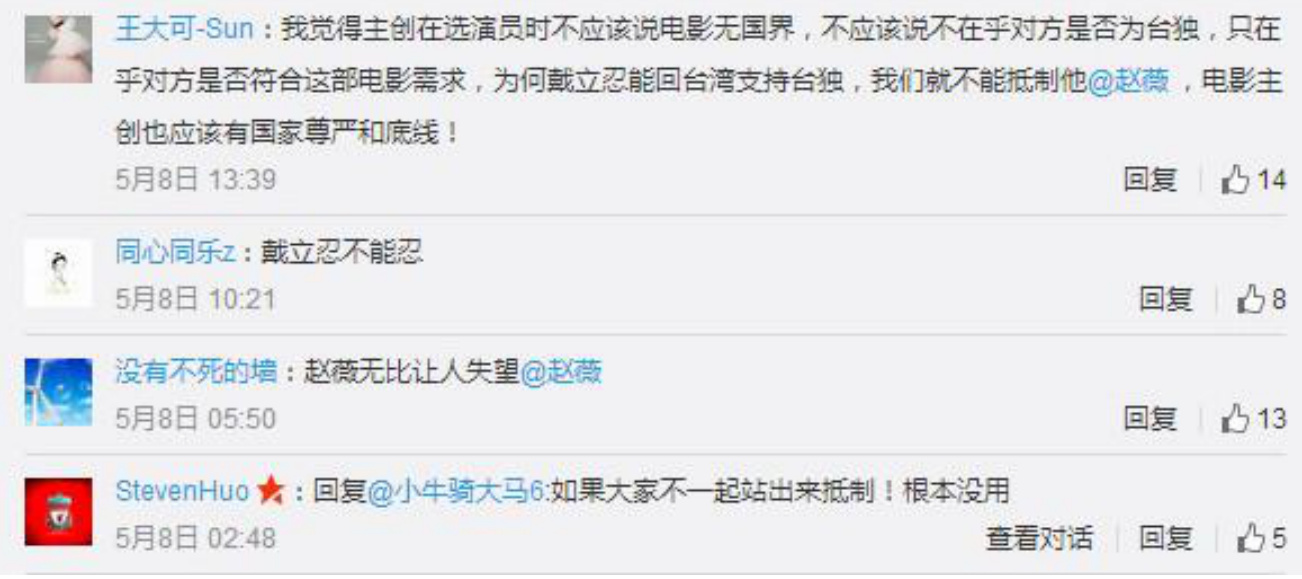 王大可-Sun：我觉得主创在选演员时不应该说电影无国界，不应该说不在乎对方是否为台独，只在
乎对方是否符合这部电影需求，为何戴立忍能回台湾支持台独，我们就不能抵制他@赵薇 ，电影主
创也应该有国家尊严和底线！
5月8日 13:39 回复 14
同心同乐z：戴立忍不能忍
5月8日 10:21 回复 8
没有不死的墙：赵薇无比让人失望@赵薇
5月8日 05:50 回复 13
StevenHuo：回复@小牛骑大马6:如果大家不一起站出来抵制！根本没用
5月8日 02:48 查看对话 回复 5